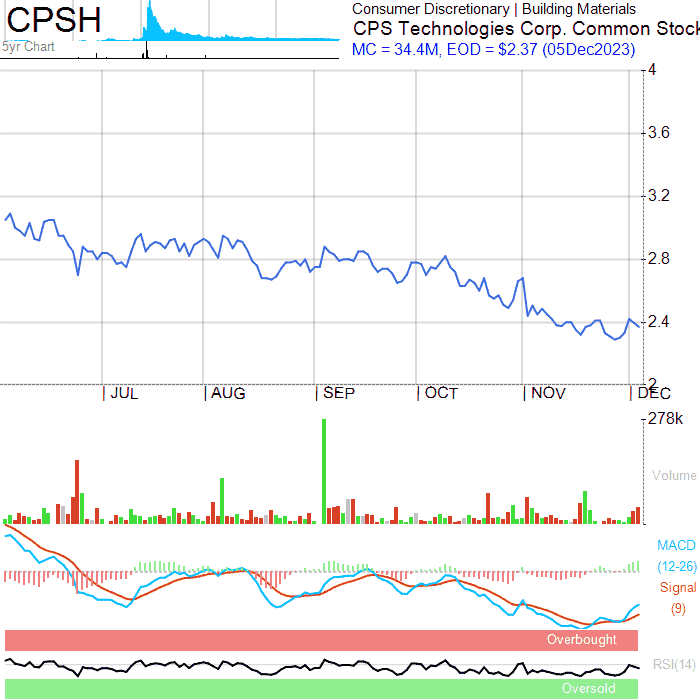 CPSH
5yr Chart
Consumer Discretionary | Building Materials
CPS Technologies Corp. Common Stock
MC = 34.4M, EOD = $2.37 (05Dec2023)
4
3.6
3.2
2.8
2.4
2
JUL
AUG
SEP
OCT
NOV
DEC
278k
Volume
MACD
(12-26)
Signal
(9)
Overbought
RSI(14)
Oversold